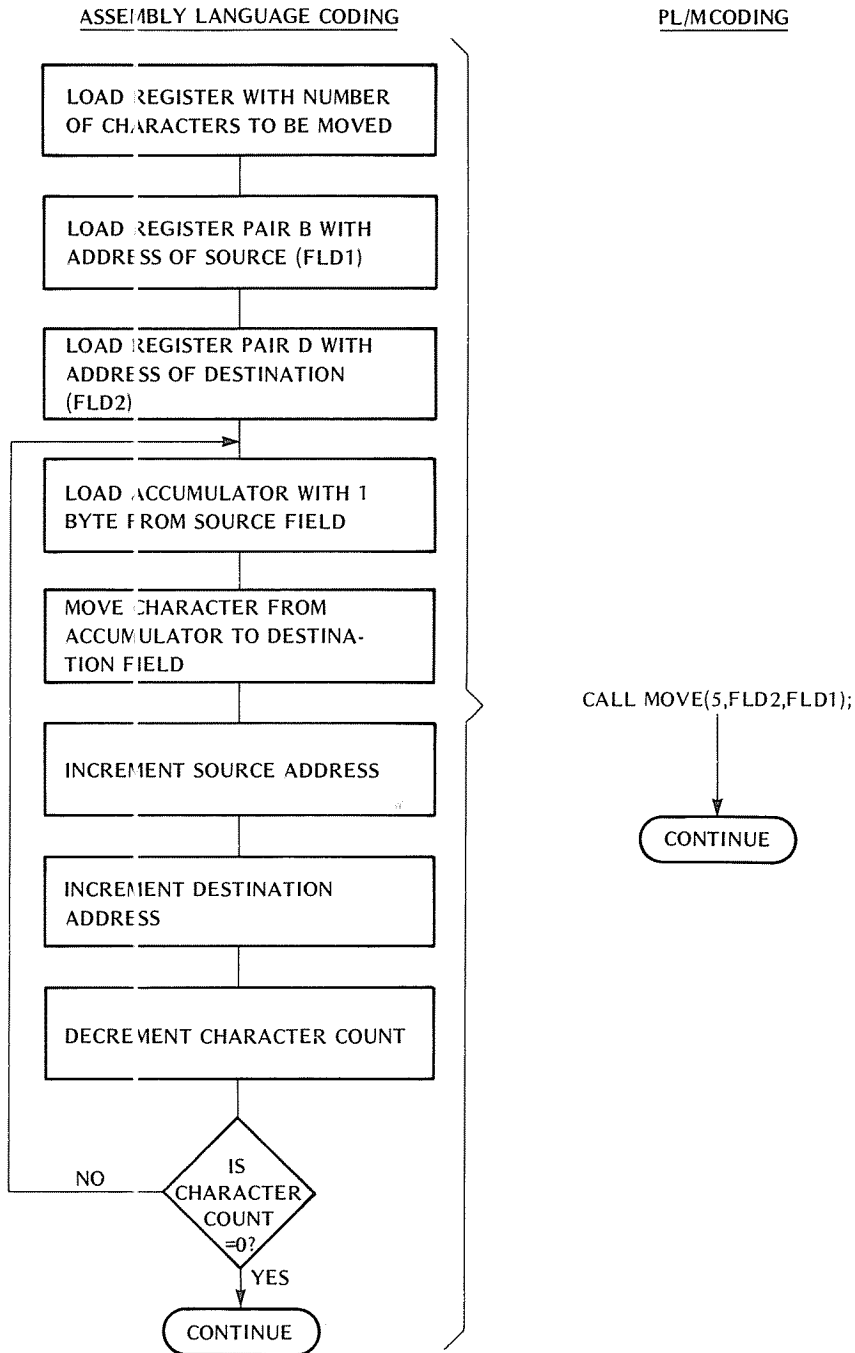 ASSEMBLY LANGUAGE CODING
LOAD REGISTER WITH NUMBER
OF CHARACTERS TO BE MOVED
LOAD REGISTER PAIR B WITH
ADDRESS OF SOURCE (FLD1)
LOAD REGISTER PAIR D WITH
ADDRESS OF DESTINATION
(FLD2)
LOAD ACCUMULATOR WITH 1
BYTE FROM SOURCE FIELD
MOVE CHARACTER FROM
ACCUMULATOR TO DESTINA-
TION FIELD
INCREMENT SOURCE ADDRESS
INCREMENT DESTINATION
ADDRESS
DECREMENT CHARACTER COUNT
NO
IS
CHARACTER
COUNT
=0?
YES
CONTINUE
PL/MCODING
CALL MOVE(5,FLD2,FLD1);
CONTINUE